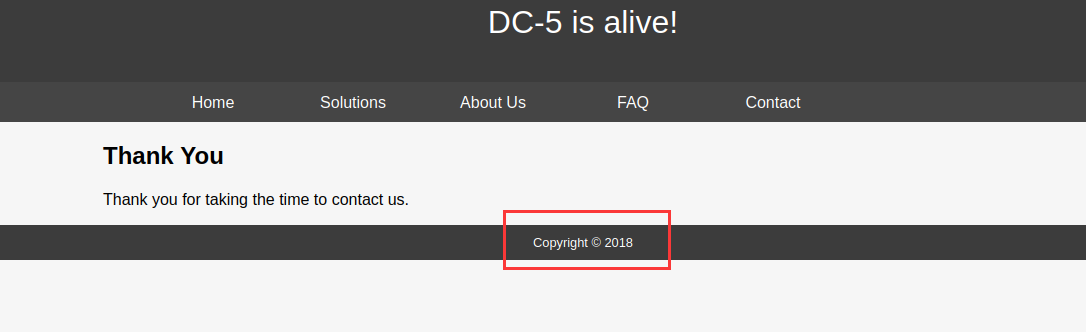 DC-5 is alive!
Home Solutions About Us FAQ Contact
Thank You
Thank you for taking the time to contact us.
Copyright © 2018